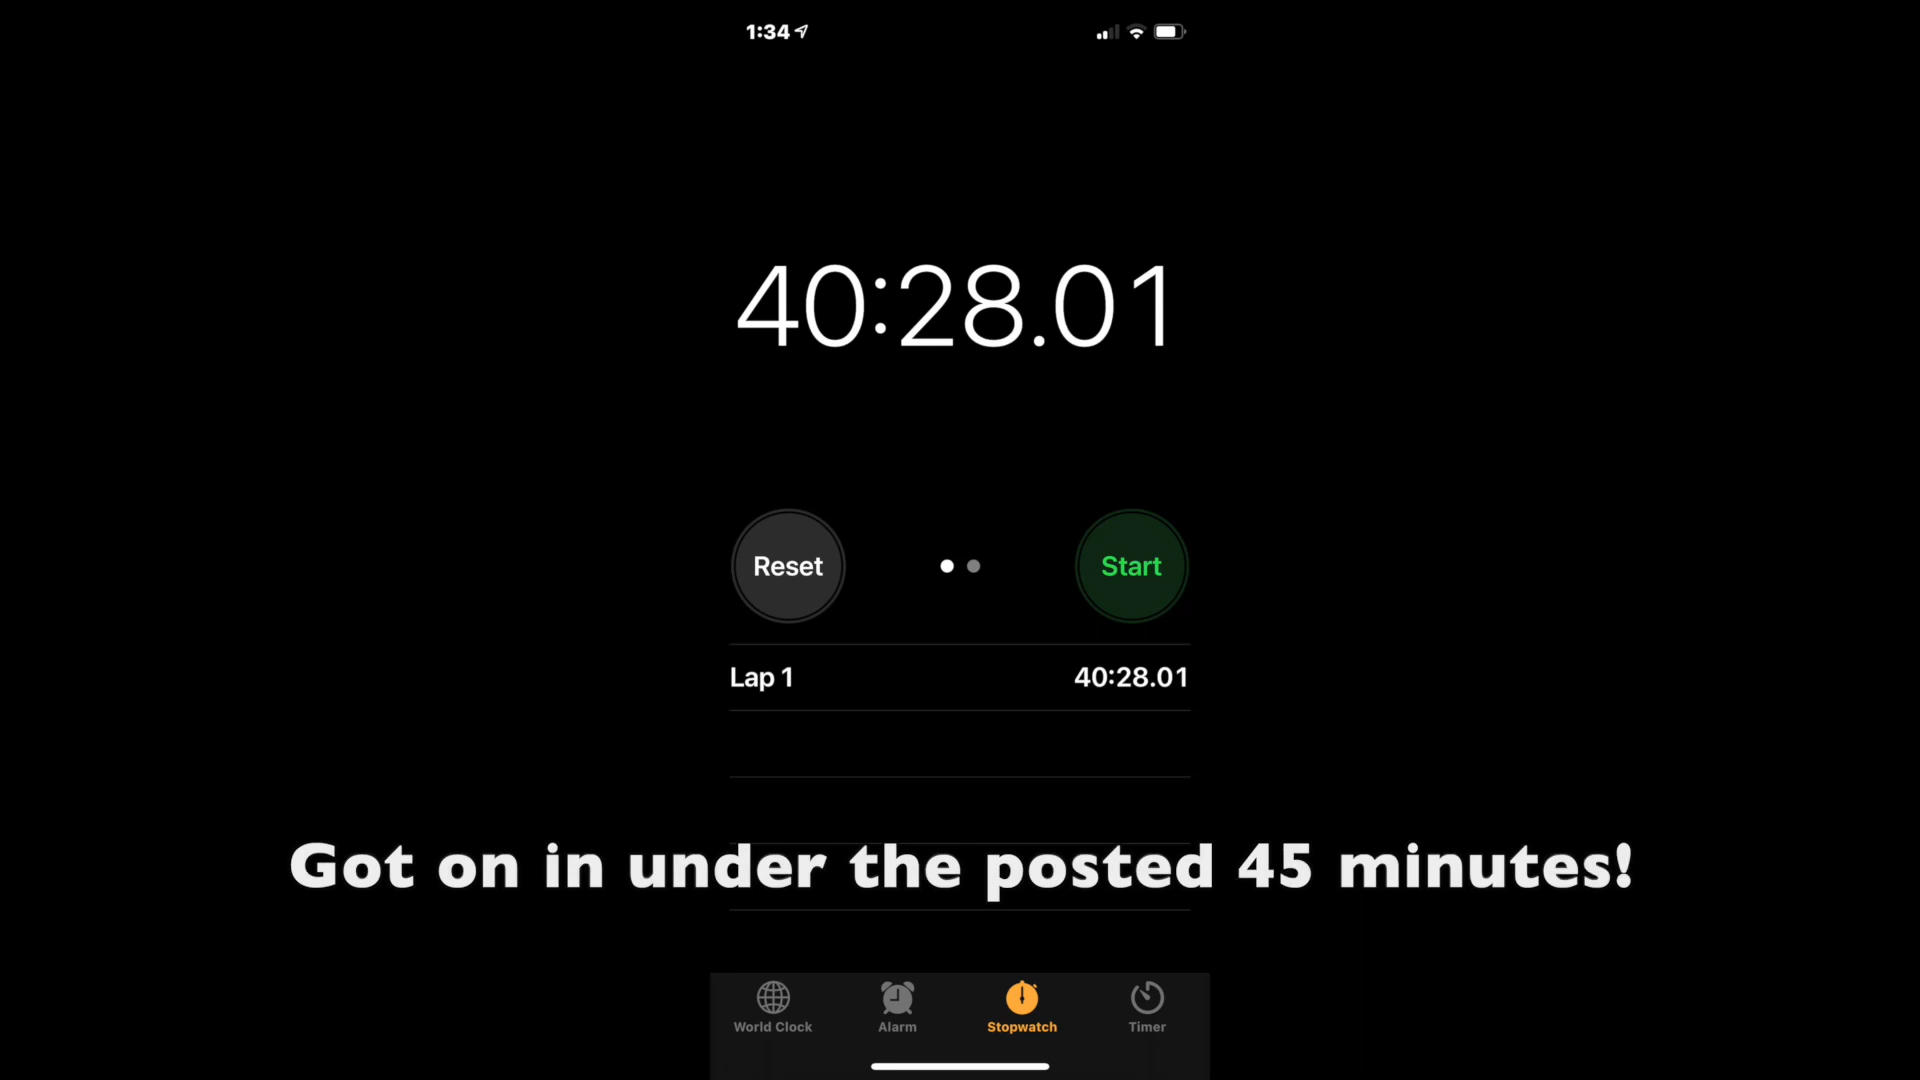 1:34
40:28.01
Reset
Start
Lap 1 40:28.01
Got on in under the posted 45 minutes!
World Clock Alarm Stopwatch Timer